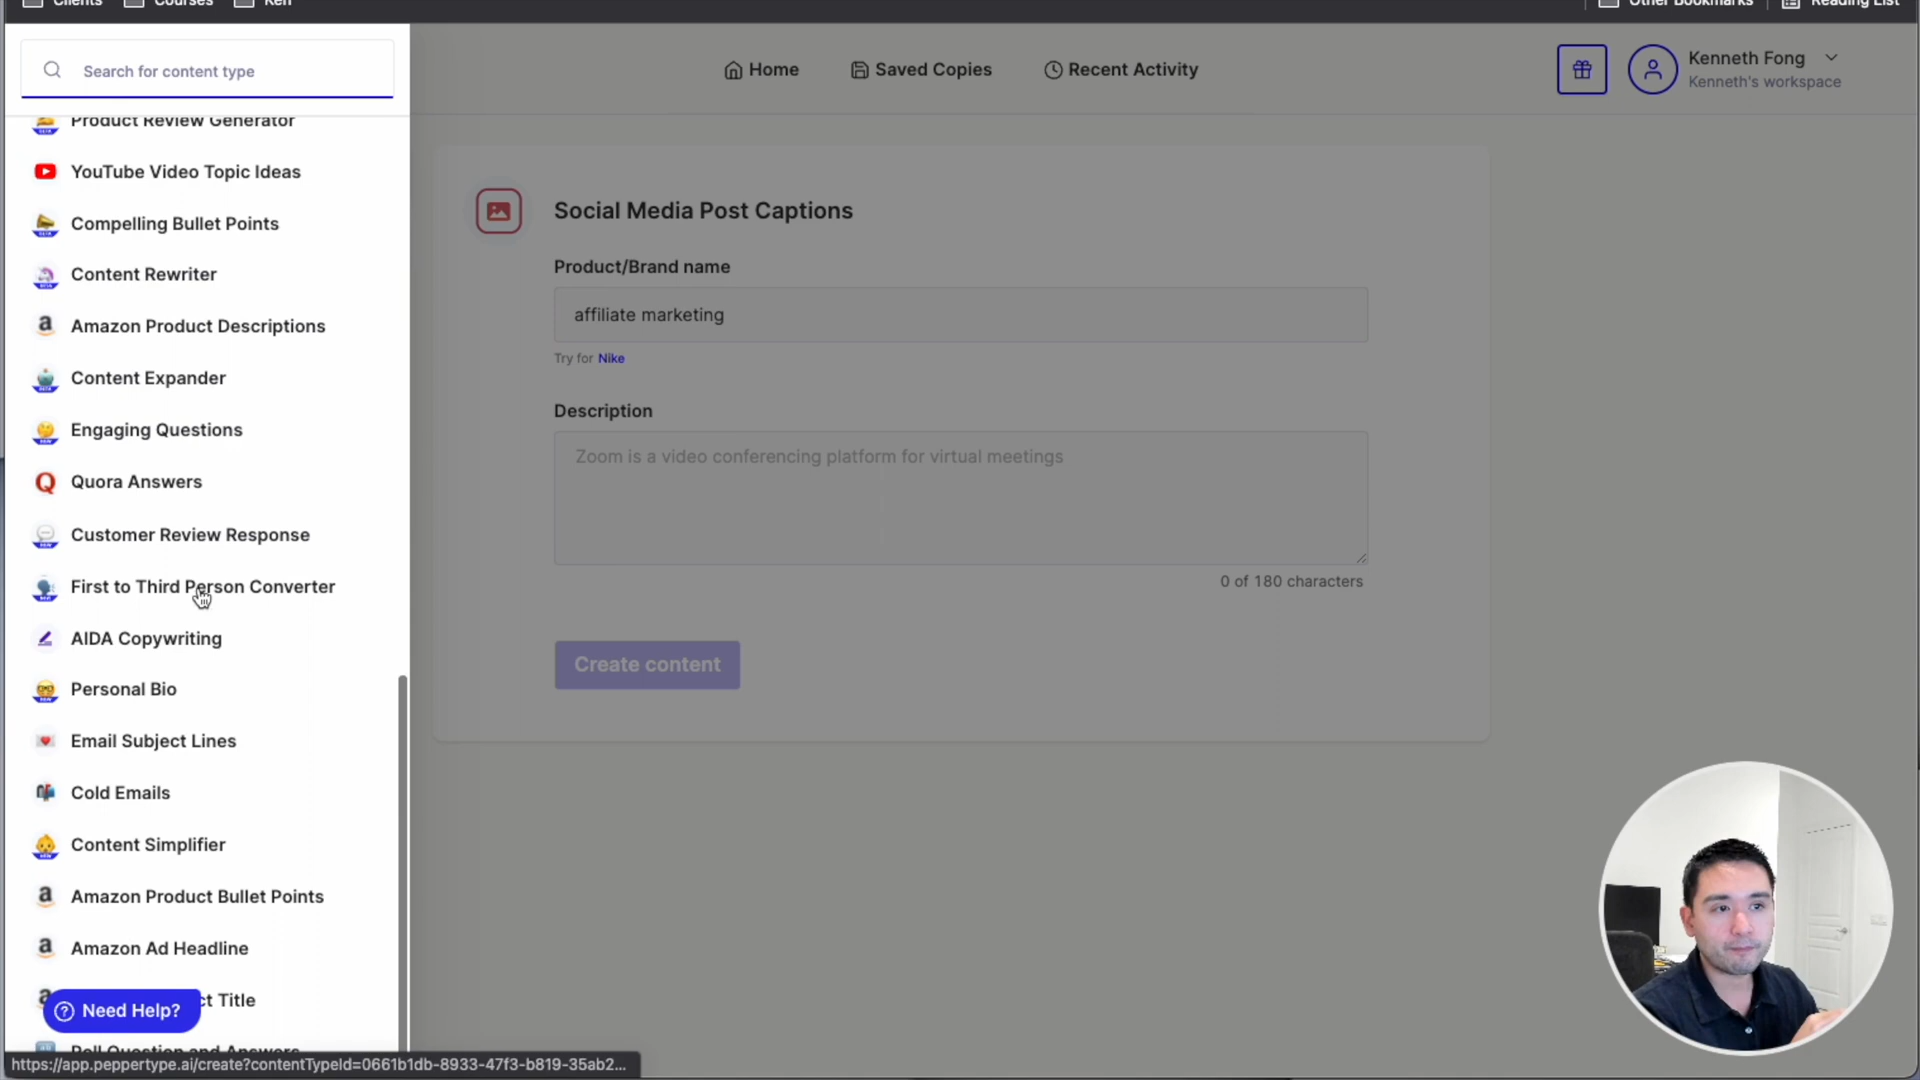 Clients
Courses
Ken
Other Bookmarks
Reading List
Search for content type
Home
Saved Copies
Recent Activity
Kenneth Fong
Kenneth's workspace
Product Review Generator
YouTube Video Topic Ideas
Compelling Bullet Points
Content Rewriter
Amazon Product Descriptions
Content Expander
Engaging Questions
Quora Answers
Customer Review Response
First to Third Person Converter
AIDA Copywriting
Personal Bio
Email Subject Lines
Cold Emails
Content Simplifier
Amazon Product Bullet Points
Amazon Ad Headline
ct Title
Need Help?
Poll Question and Answers
https://app.peppertype.ai/create?contentTypeId=0661b1db-8933-47f3-b819-35ab2...
Social Media Post Captions
Product/Brand name
affiliate marketing
Try for Nike
Description
Zoom is a video conferencing platform for virtual meetings
0 of 180 characters
Create content